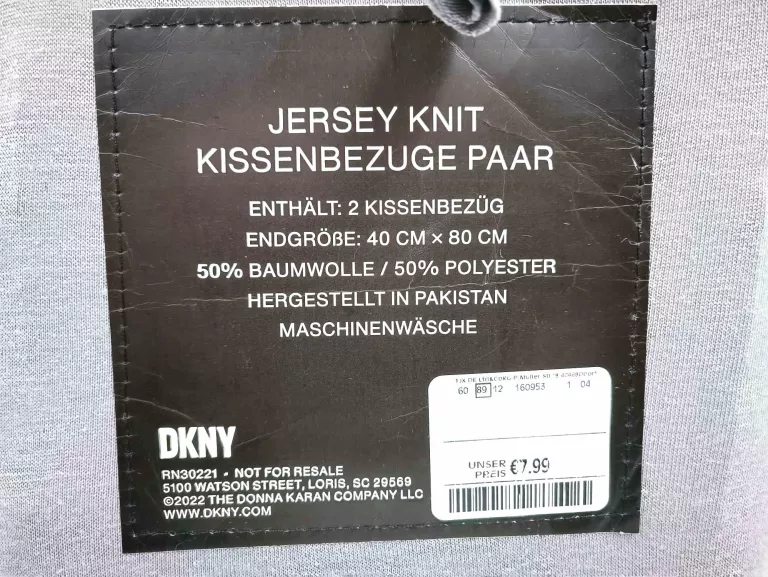 JERSEY KNIT
KISSENBEZUGE PAAR
ENTHÄLT: 2 KISSENBEZÜG
ENDGRÖßE: 40 CM × 80 CM
50% BAUMWOLLE / 50% POLYESTER
HERGESTELLT IN PAKISTAN
MASCHINENWÄSCHE
DKNY
RN30221 - NOT FOR RESALE
5100 WATSON STREET, LORIS, SC 29569
©2022 THE DONNA KARAN COMPANY LLC
WWW.DKNY.COM
60 89 12 160953 1 04
UNSER PREIS €7.99